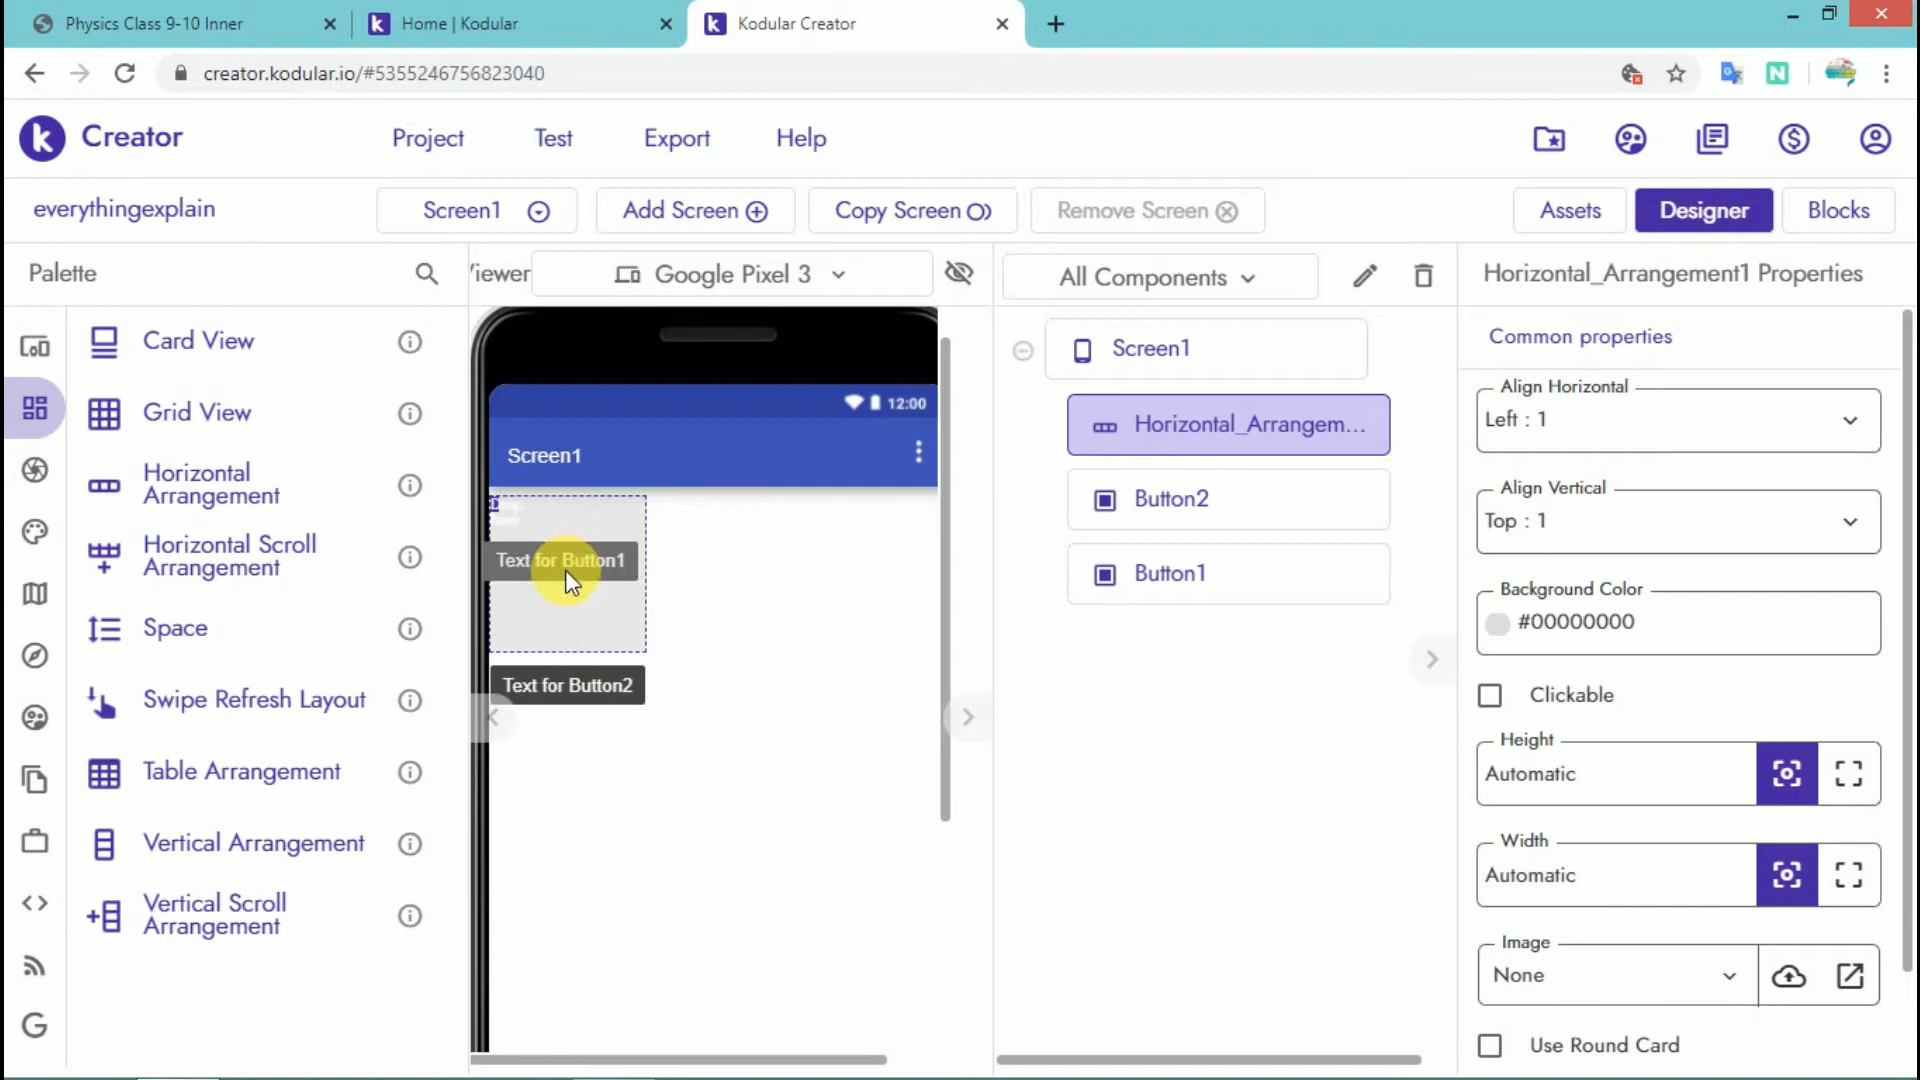 Physics Class 9-10 Inner
Home | Kodular
Kodular Creator
creator.kodular.io/#5355246756823040
Creator
Project
Test
Export
Help
everythingexplain
Screen1
Add Screen
Copy Screen
Remove Screen
Assets
Designer
Blocks
Palette
Viewer
Google Pixel 3
All Components
Horizontal_Arrangement1 Properties
Card View
Grid View
Horizontal
Arrangement
Horizontal Scroll
Arrangement
Space
Swipe Refresh Layout
Table Arrangement
Vertical Arrangement
Vertical Scroll
Arrangement
12:00
Screen1
Text for Button1
Text for Button2
Screen1
Horizontal_Arrangem...
Button2
Button1
Common properties
Align Horizontal
Left : 1
Align Vertical
Top : 1
Background Color
#00000000
Clickable
Height
Automatic
Width
Automatic
Image
None
Use Round Card